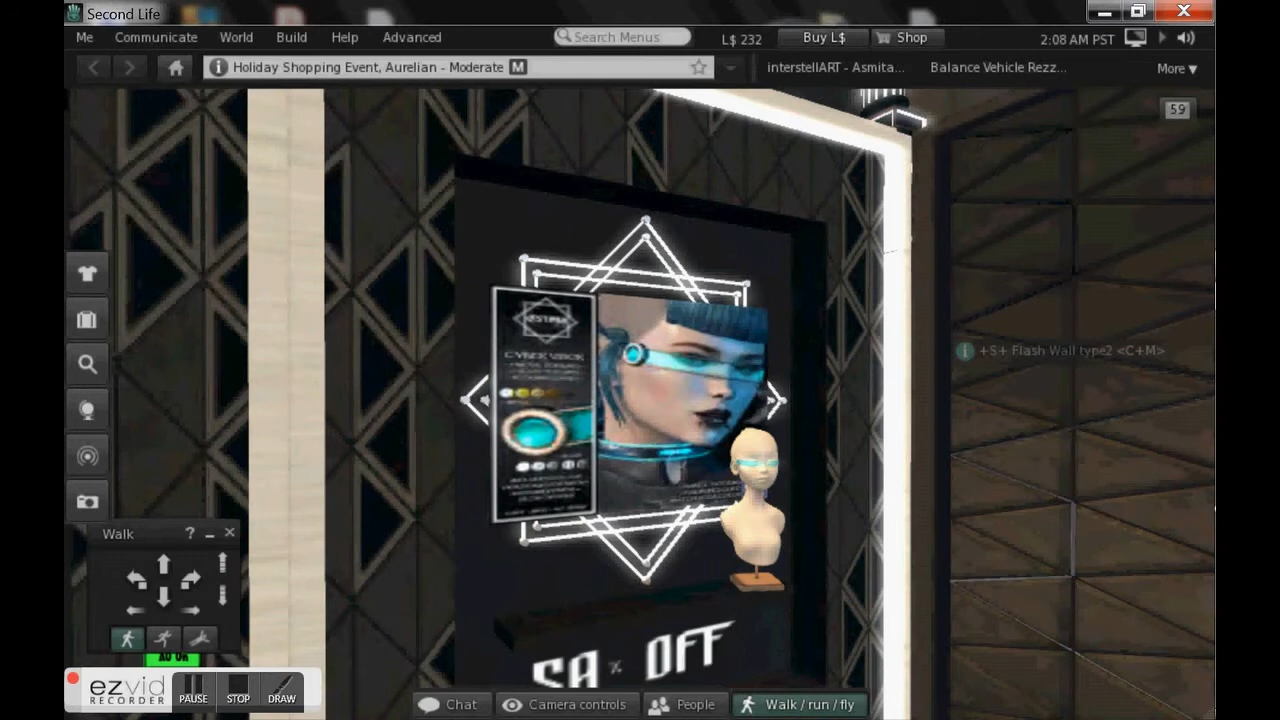 Second Life
Me Communicate World Build Help Advanced Search Menus L$ 232 Buy L$ Shop 2:08 AM PST
Holiday Shopping Event, Aurelian - Moderate M interstellART - Asmita... Balance Vehicle Rezz... More
59
+S+ Flash Wall type2 <C+M>
CYBER VISOR
Walk ?
OFF
ezvid
RECORDER
PAUSE STOP DRAW
Chat Camera controls People Walk / run / fly